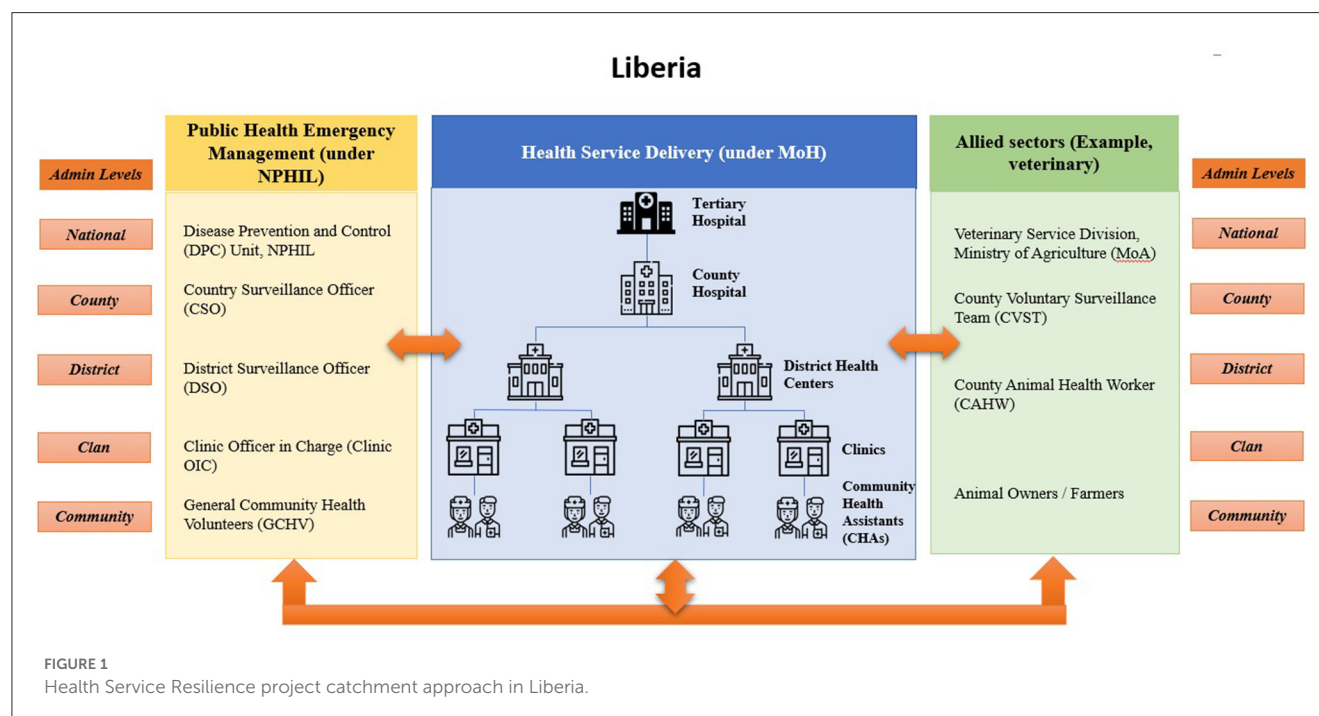 Liberia
Admin Levels
National
County
District
Clan
Community
Public Health Emergency
Management (under
NPHIL)
Disease Prevention and Control
(DPC) Unit, NPHIL
Country Surveillance Officer
(CSO)
District Surveillance Officer
(DSO)
Clinic Officer in Charge (Clinic
OIC)
General Community Health
Volunteers (GCHV)
Health Service Delivery (under MoH)
Tertiary
Hospital
County
Hospital
District Health
Centers
Clinics
Community
Health
Assistants
(CHAs)
Allied sectors (Example,
veterinary)
Veterinary Service Division,
Ministry of Agriculture (MoA)
County Voluntary Surveillance
Team (CVST)
County Animal Health Worker
(CAHW)
Animal Owners / Farmers
Admin Levels
National
County
District
Clan
Community
FIGURE 1
Health Service Resilience project catchment approach in Liberia.